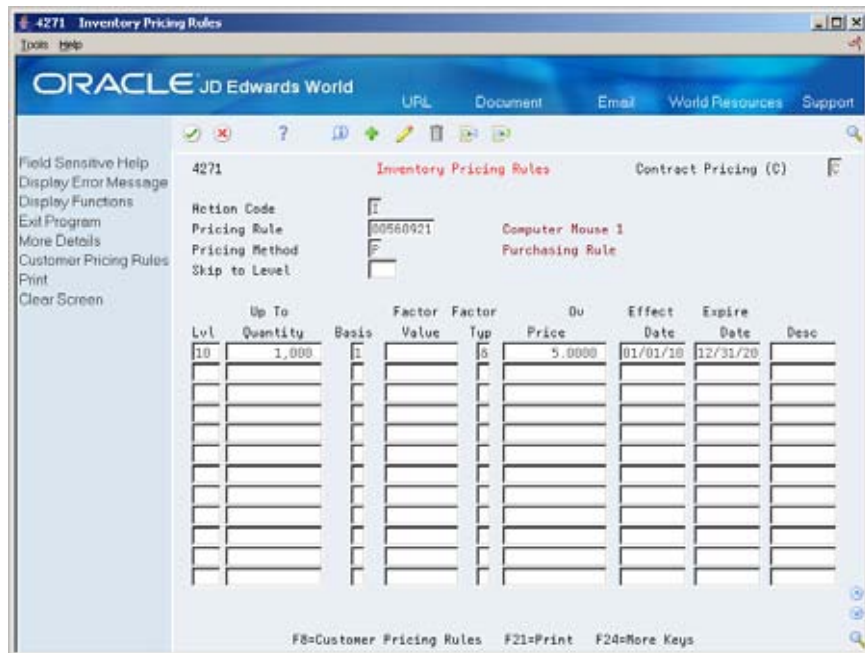 4271 Inventory Pricing Rules
Tools Help
ORACLE JD Edwards World
URL Document Email World Resources Support
Field Sensitive Help
Display Error Message
Display Functions
Exit Program
More Details
Customer Pricing Rules
Print
Clear Screen
4271 Inventory Pricing Rules Contract Pricing (C) C
Action Code I
Pricing Rule 00560921 Computer Mouse 1
Pricing Method P Purchasing Rule
Skip to Level
Up To Factor Factor Ov Effect Expire
Lvl Quantity Basis Value Typ Price Date Date Desc
10 1,000 1 6 5.0000 01/01/10 12/31/20
F8=Customer Pricing Rules F21=Print F24=More Keys